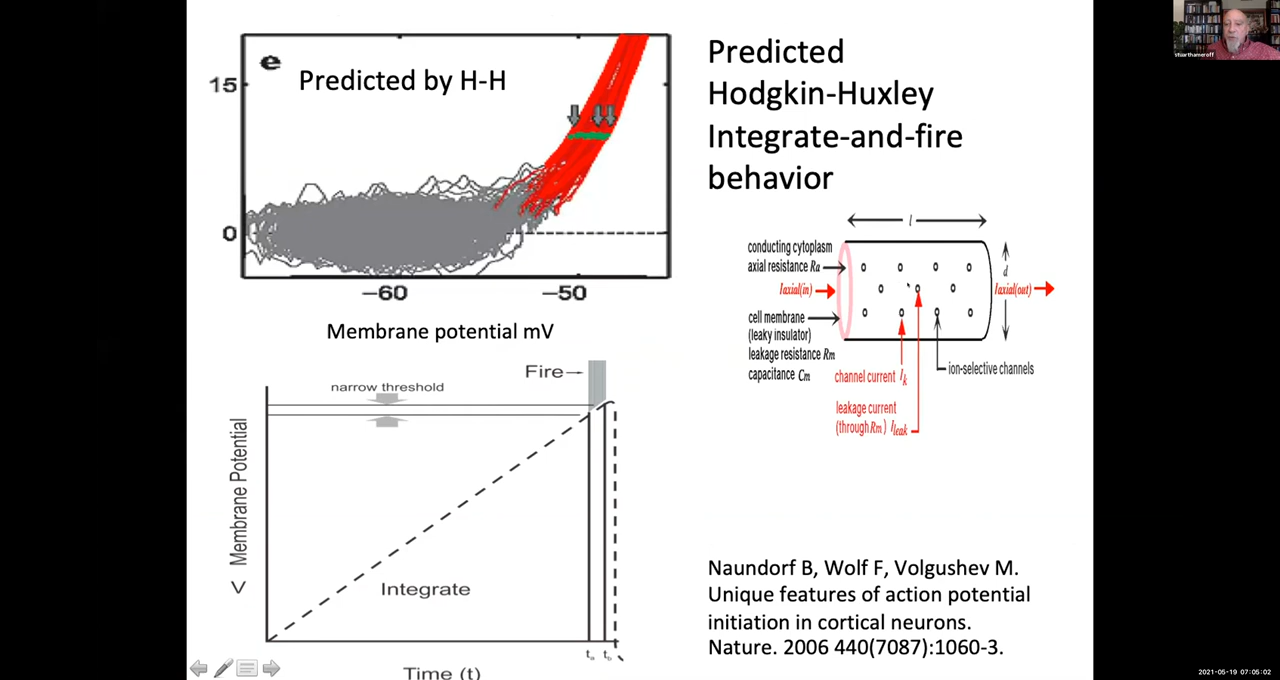 e
Predicted by H-H
15
0
−60
−50
Membrane potential mV
Predicted
Hodgkin-Huxley
Integrate-and-fire
behavior
l
conducting cytoplasm
axial resistance Ra
d
Iaxial(in)
Iaxial(out)
cell membrane
(leaky insulator)
leakage resistance Rm
capacitance Cm
channel current Ik
ion-selective channels
leakage current
(through Rm) Ileak
Fire
narrow threshold
< Membrane Potential
Integrate
Time (t)
Naundorf B, Wolf F, Volgushev M.
Unique features of action potential
initiation in cortical neurons.
Nature. 2006 440(7087):1060-3.
stuarthameroff
2021-05-19 07:05:02